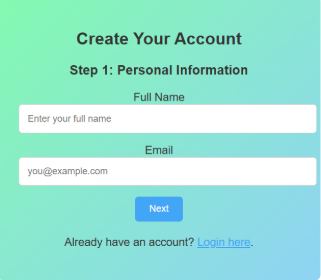 Create Your Account
Step 1: Personal Information
Full Name
Enter your full name
Email
you@example.com
Next
Already have an account? Login here.